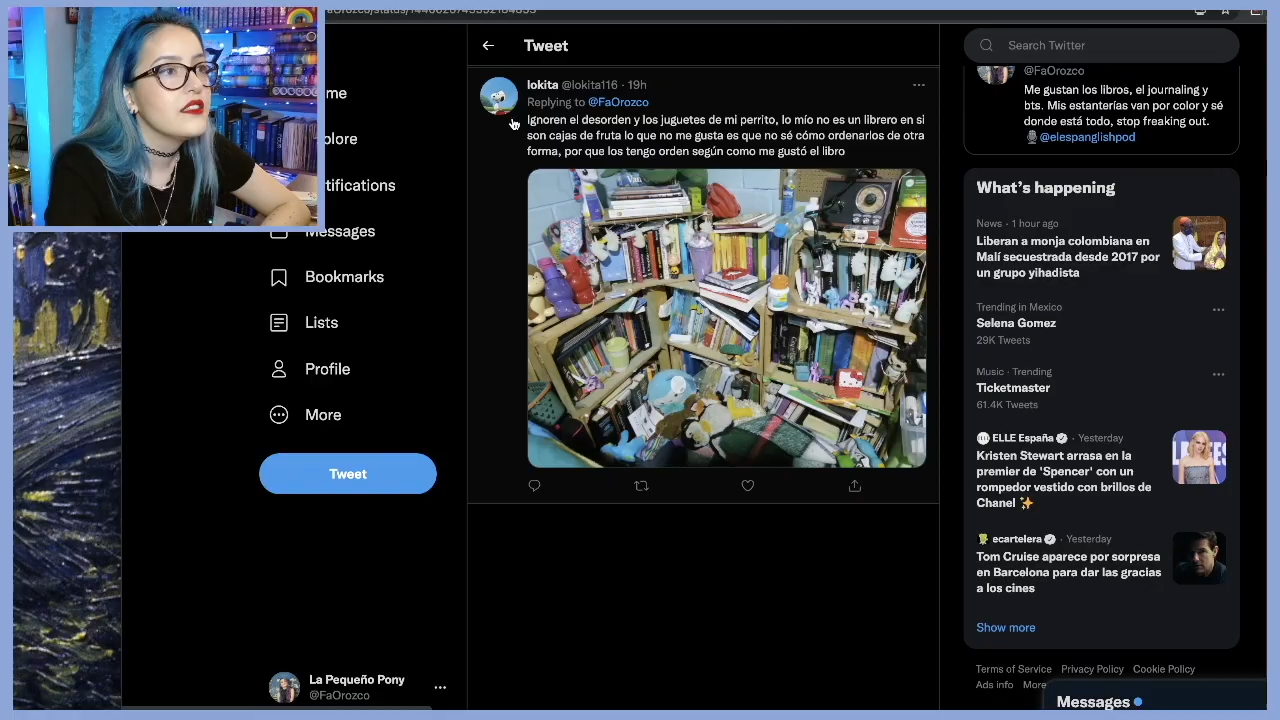 Tweet
Search Twitter
lokita @lokita116 · 19h
Replying to @FaOrozco
Ignoren el desorden y los juguetes de mi perrito, lo mío no es un librero en si
son cajas de fruta lo que no me gusta es que no sé cómo ordenarlos de otra
forma, por que los tengo orden según como me gustó el libro
Messages
Bookmarks
Lists
Profile
More
Tweet
La Pequeño Pony
@FaOrozco
@FaOrozco
Me gustan los libros, el journaling y
bts. Mis estanterías van por color y sé
donde está todo, stop freaking out.
@elespanglishpod
What's happening
News · 1 hour ago
Liberan a monja colombiana en
Malí secuestrada desde 2017 por
un grupo yihadista
Trending in Mexico
Selena Gomez
29K Tweets
Music · Trending
Ticketmaster
61.4K Tweets
ELLE España · Yesterday
Kristen Stewart arrasa en la
premier de 'Spencer' con un
rompedor vestido con brillos de
Chanel ✨
ecartelera · Yesterday
Tom Cruise aparece por sorpresa
en Barcelona para dar las gracias
a los cines
Show more
Terms of Service Privacy Policy Cookie Policy
Ads info More
Messages